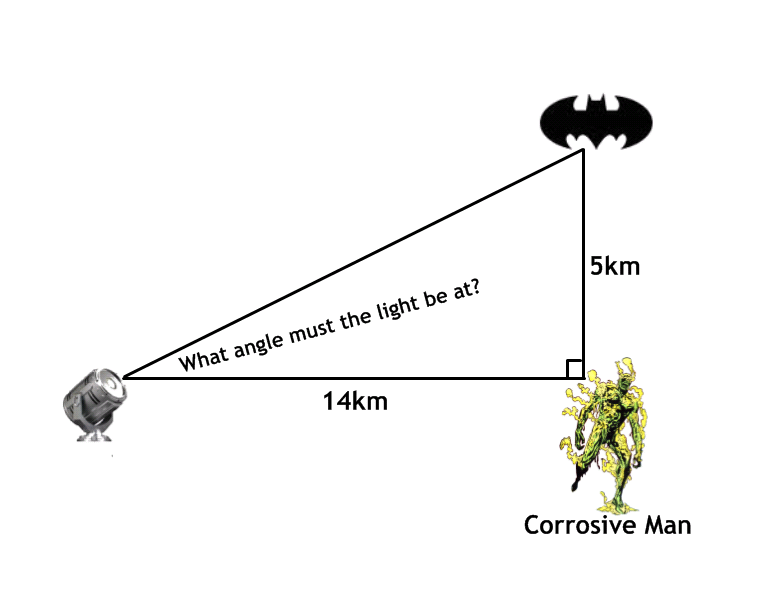 5km
What angle must the light be at?
14km
Corrosive Man